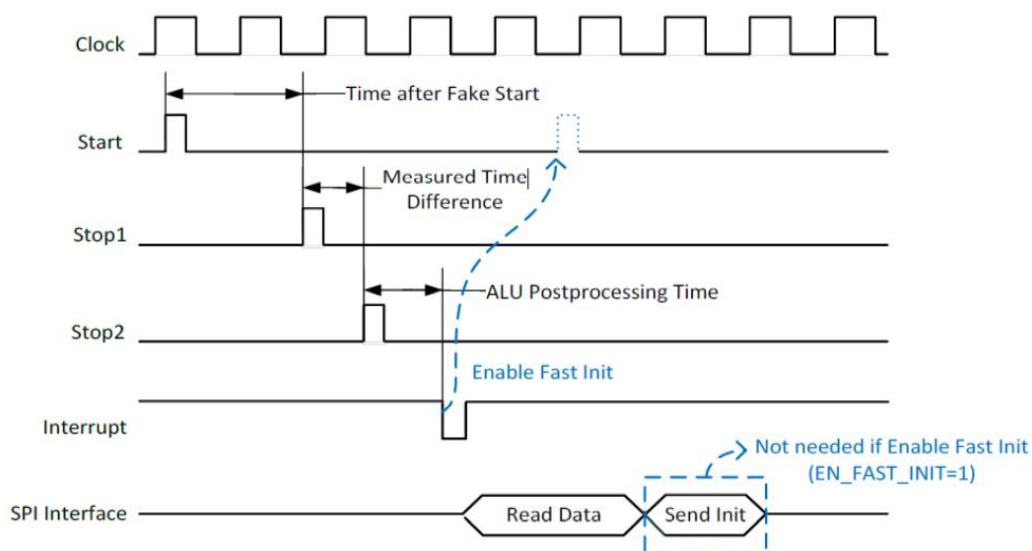 Clock
Time after Fake Start
Start
Measured Time
Difference
Stop1
ALU Postprocessing Time
Stop2
Enable Fast Init
Interrupt
Not needed if Enable Fast Init
(EN_FAST_INIT=1)
SPI Interface
Read Data
Send Init